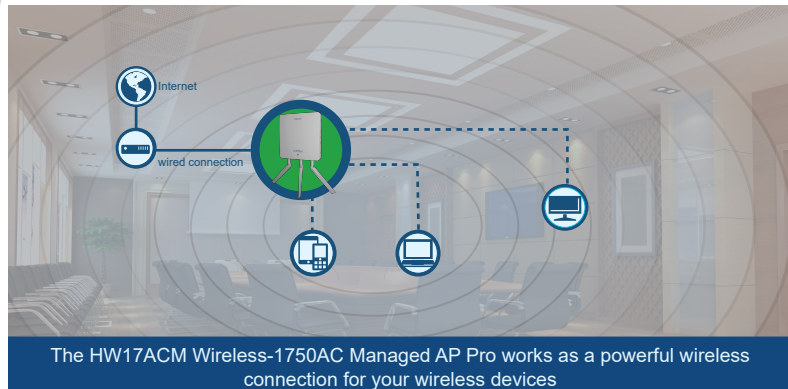 Internet
wired connection
The HW17ACM Wireless-1750AC Managed AP Pro works as a powerful wireless
connection for your wireless devices